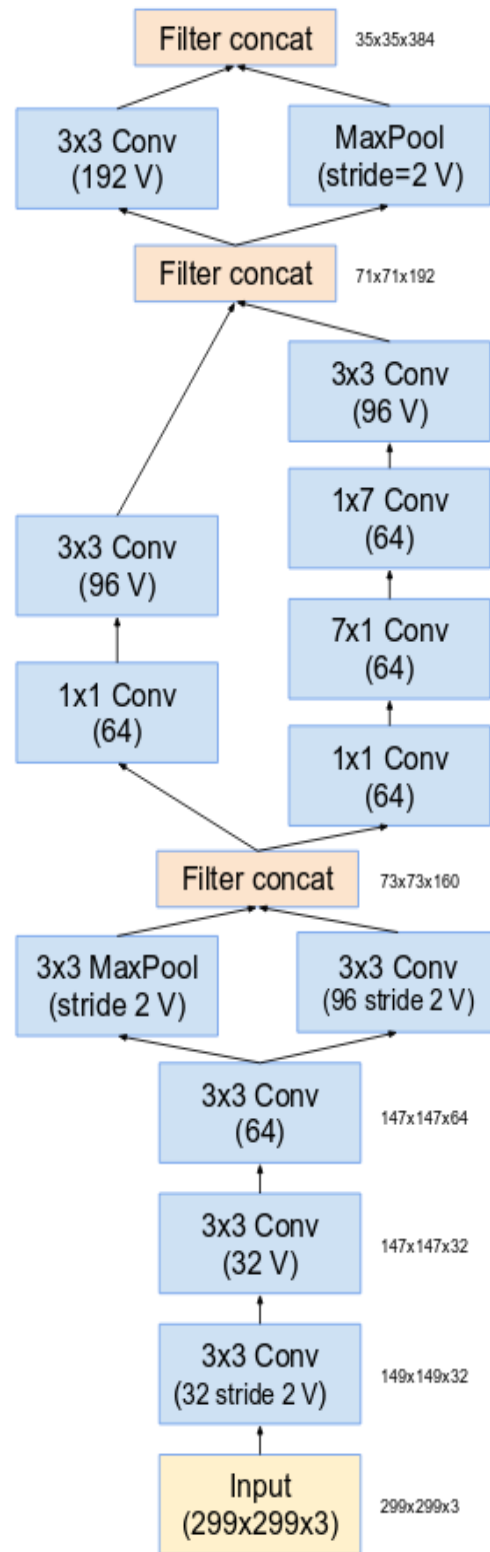 Filter concat
35x35x384
3x3 Conv
(192 V)
MaxPool
(stride=2 V)
Filter concat
71x71x192
3x3 Conv
(96 V)
1x7 Conv
(64)
3x3 Conv
(96 V)
7x1 Conv
(64)
1x1 Conv
(64)
1x1 Conv
(64)
Filter concat
73x73x160
3x3 MaxPool
(stride 2 V)
3x3 Conv
(96 stride 2 V)
3x3 Conv
(64)
147x147x64
3x3 Conv
(32 V)
147x147x32
3x3 Conv
(32 stride 2 V)
149x149x32
Input
(299x299x3)
299x299x3